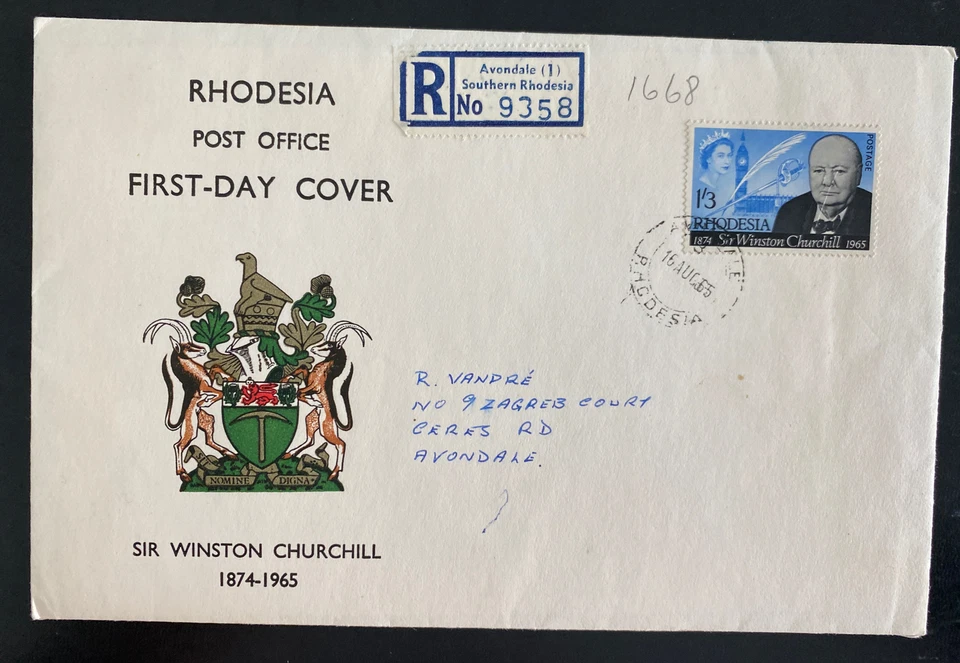 RHODESIA
POST OFFICE
FIRST-DAY COVER
R
Avondale (1)
Southern Rhodesia
No 9358
1668
POSTAGE
1'3
RHODESIA
1874 Sir Winston Churchill 1965
16 AUG 65
RHODESIA
R. VANDRÉ
NO 9 ZAGREB COURT
CERES RD
AVONDALE.
NOMINE DIGNA
SIR WINSTON CHURCHILL
1874-1965